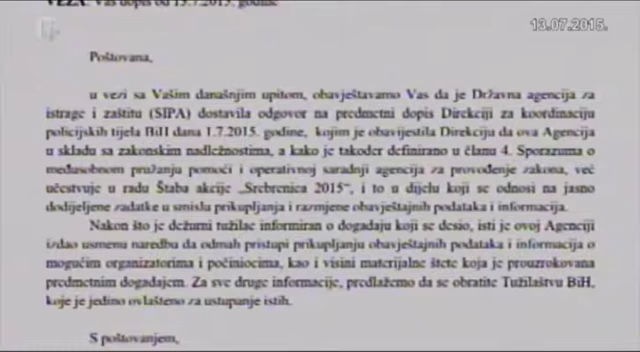 VEZA: Vaš dopis od 13.7.2015. godine
13.07.2015.
Poštovana,
u vezi sa Vašim današnjim upitom, obavještavamo Vas da je Državna agencija za
istrage i zaštitu (SIPA) dostavila odgovor na predmetni dopis Direkciji za koordinaciju
policijskih tijela BiH dana 1.7.2015. godine, kojim je obavijestila Direkciju da ova Agencija
u skladu sa zakonskim nadležnostima, a kako je također definirano u članu 4. Sporazuma o
međusobnom pružanju pomoći i operativnoj saradnji agencija za provođenje zakona, već
učestvuje u radu Štaba akcije „Srebrenica 2015“, i to u dijelu koji se odnosi na jasno
dodijeljene zadatke u smislu prikupljanja i razmjene obavještajnih podataka i informacija.
Nakon što je dežurni tužilac informiran o događaju koji se desio, isti je ovoj Agenciji
izdao usmenu naredbu da odmah pristupi prikupljanju obavještajnih podataka i informacija o
mogućim organizatorima i počiniocima, kao i visini materijalne štete koja je prouzrokovana
predmetnim događajem. Za sve druge informacije, predlažemo da se obratite Tužilaštvu BiH,
koje je jedino ovlašteno za ustupanje istih.
S poštovanjem,